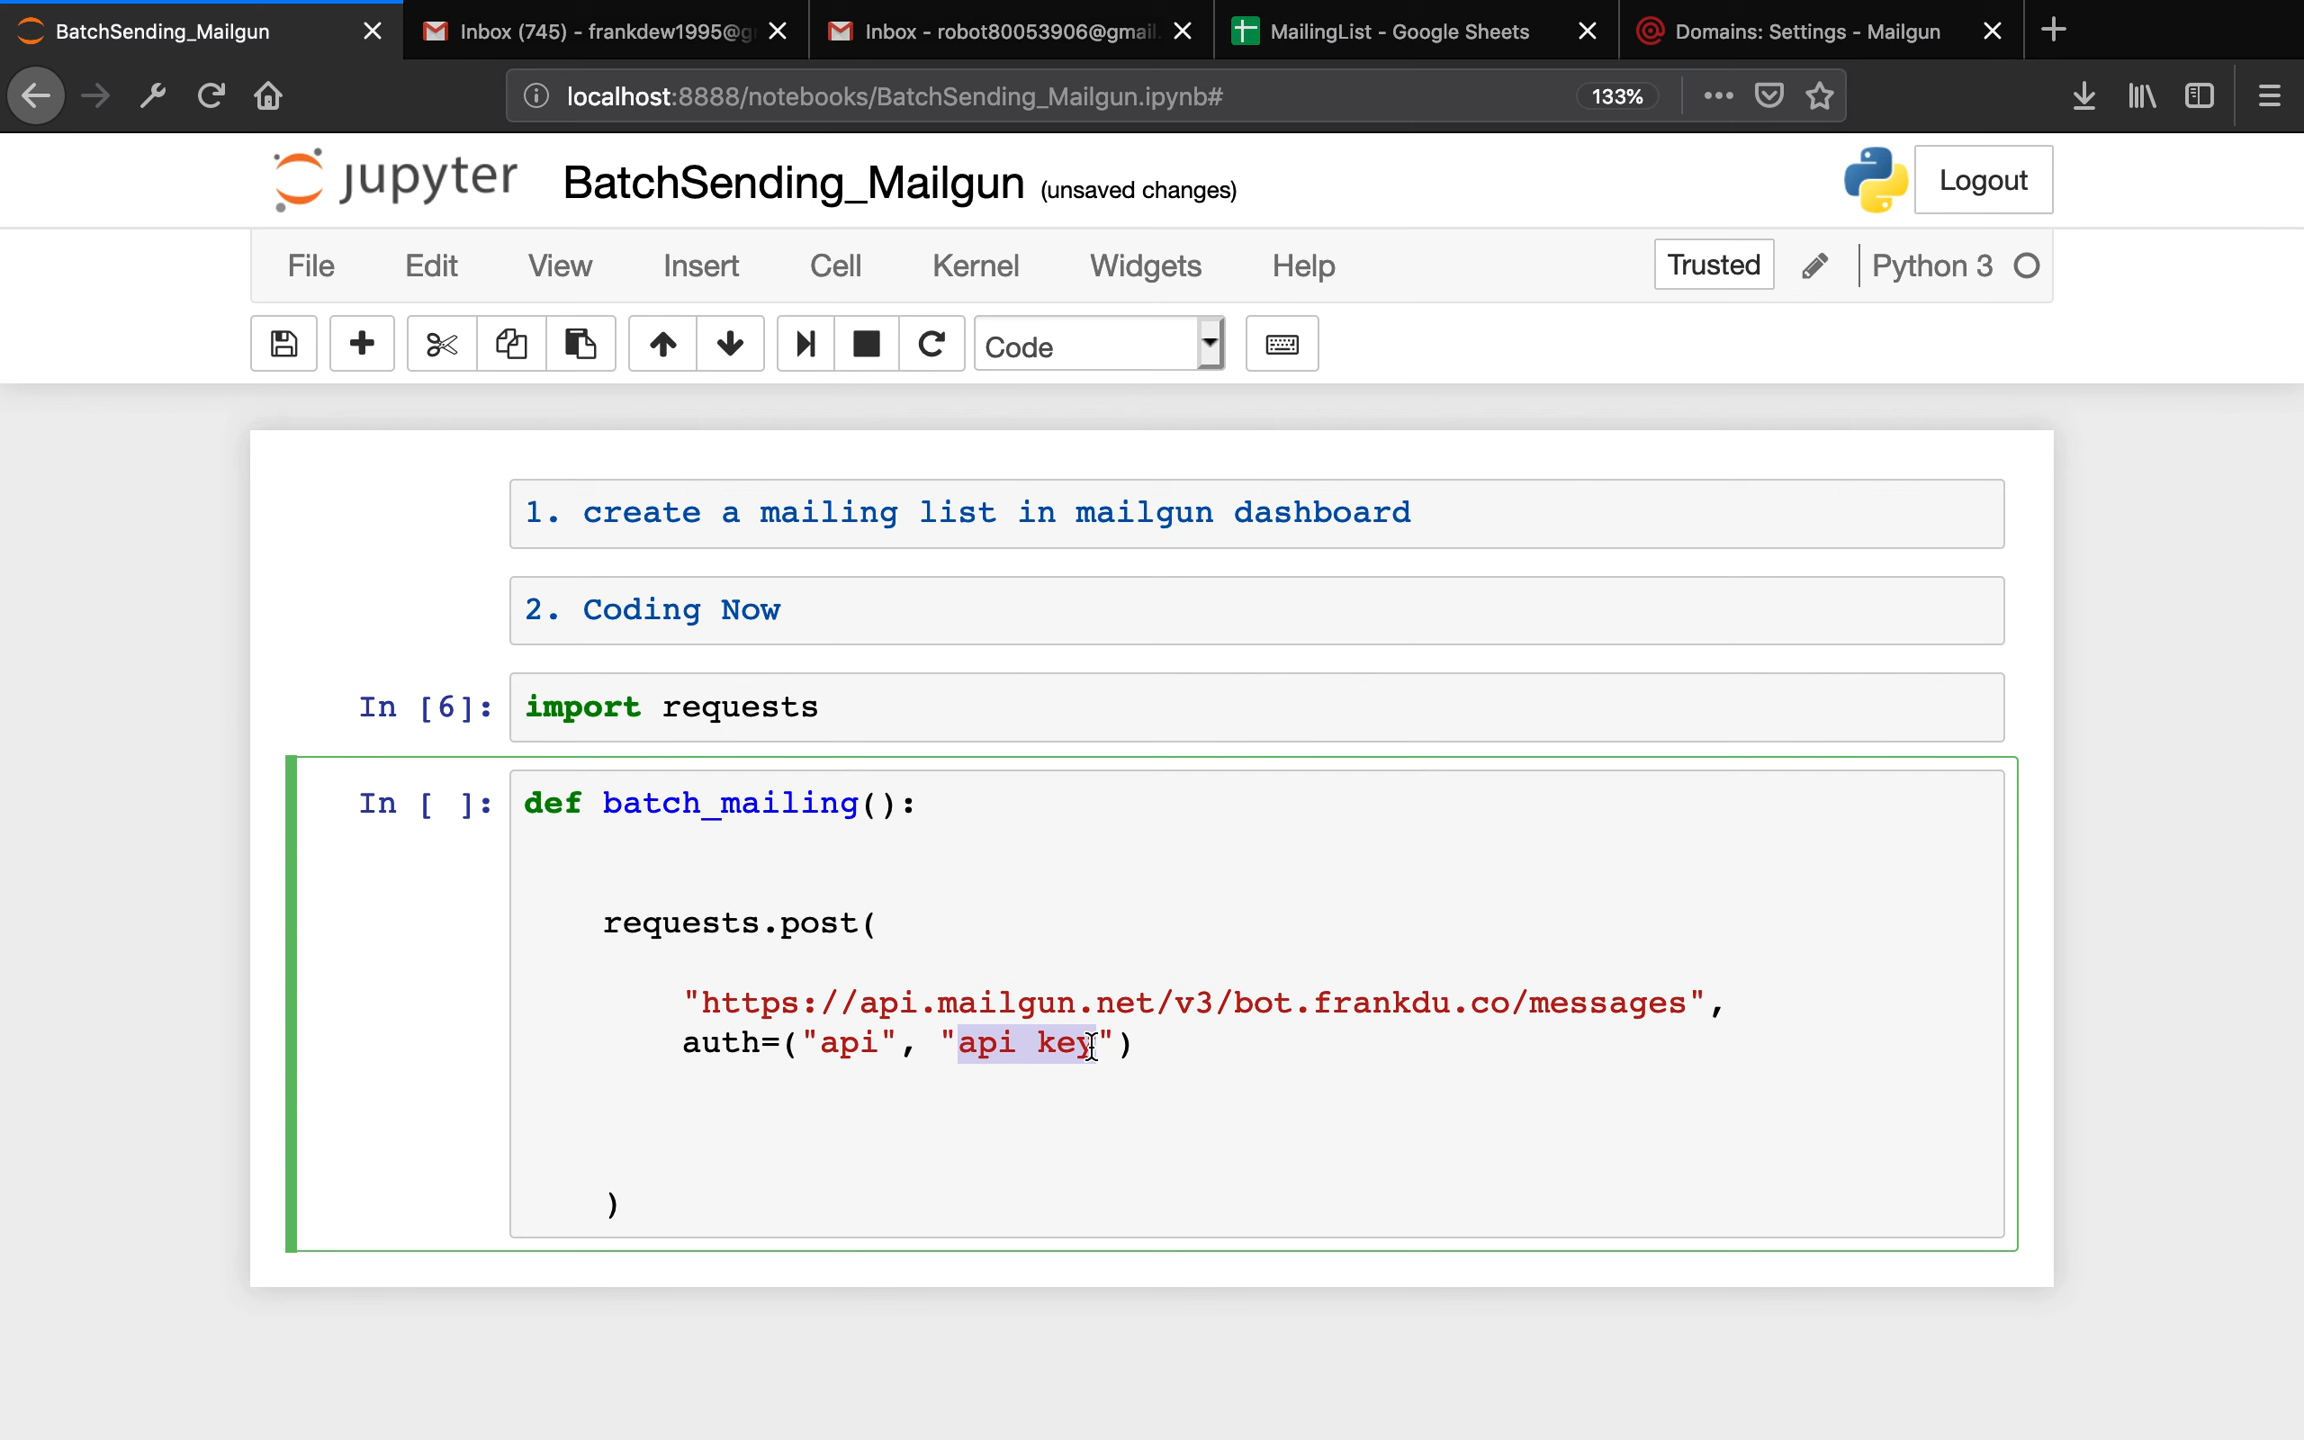 BatchSending_Mailgun
Inbox (745) - frankdew1995@g
Inbox - robot80053906@gmail.
MailingList - Google Sheets
Domains: Settings - Mailgun
localhost:8888/notebooks/BatchSending_Mailgun.ipynb#
133%
jupyter BatchSending_Mailgun (unsaved changes)
Logout
File Edit View Insert Cell Kernel Widgets Help
Trusted
Python 3
Code
1. create a mailing list in mailgun dashboard
2. Coding Now
In [6]: import requests
In [ ]: def batch_mailing():
requests.post(
"https://api.mailgun.net/v3/bot.frankdu.co/messages",
auth=("api", "api key")
)